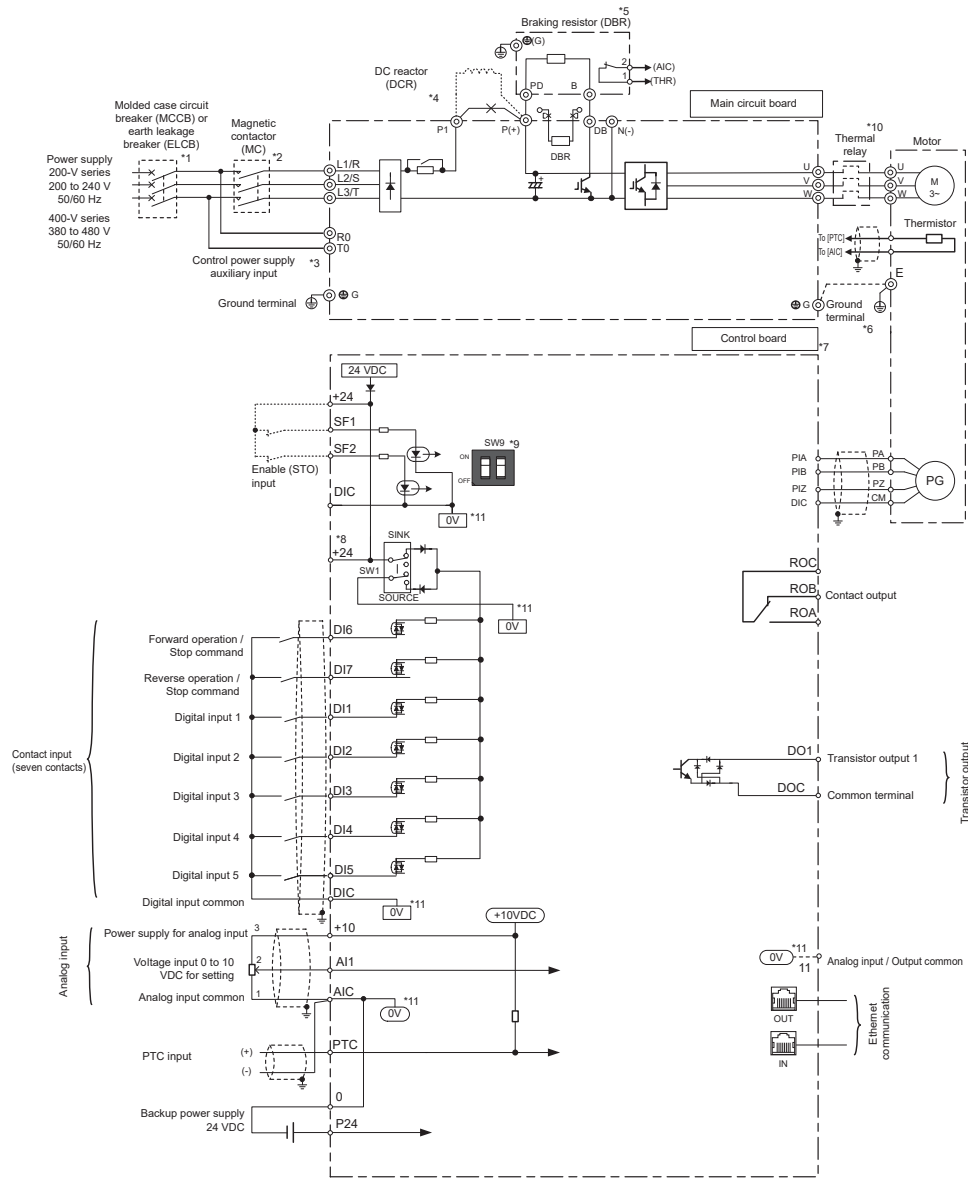 *5
Braking resistor (DBR)
(G)
2
(AIC)
1
(THR)
DC reactor
(DCR)
*4
PD
B
Main circuit board
Molded case circuit
breaker (MCCB) or
earth leakage
breaker (ELCB)
*1
Magnetic
contactor
(MC)
*2
P1
P(+)
DBR
DB
N(-)
Thermal
relay
*10
Motor
Power supply
200-V series
200 to 240 V
50/60 Hz
400-V series
380 to 480 V
50/60 Hz
L1/R
L2/S
L3/T
U
V
W
U
V
W
M
3~
R0
T0
Control power supply
auxiliary input
*3
Thermistor
To [PTC]
To [AIC]
E
Ground terminal
G
G
Ground
terminal
*6
Control board
*7
24 VDC
+24
SF1
SF2
Enable (STO)
input
DIC
SW9
*9
ON
OFF
0V
*11
PIA
PIB
PIZ
DIC
PA
PB
PZ
CM
PG
*8
+24
SINK
SW1
SOURCE
*11
0V
ROC
ROB
ROA
Contact output
Contact input
(seven contacts)
Forward operation /
Stop command
DI6
Reverse operation /
Stop command
DI7
Digital input 1
DI1
Digital input 2
DI2
Digital input 3
DI3
Digital input 4
DI4
Digital input 5
DI5
Digital input common
DIC
0V
*11
DO1
Transistor output 1
DOC
Common terminal
Transistor output
Analog input
Power supply for analog input
3
+10
+10VDC
Voltage input 0 to 10
VDC for setting
2
AI1
Analog input common
1
AIC
0V
*11
0V
*11
11
Analog input / Output common
OUT
IN
Ethernet
communication
PTC input
(+)
(-)
PTC
0
Backup power supply
24 VDC
P24